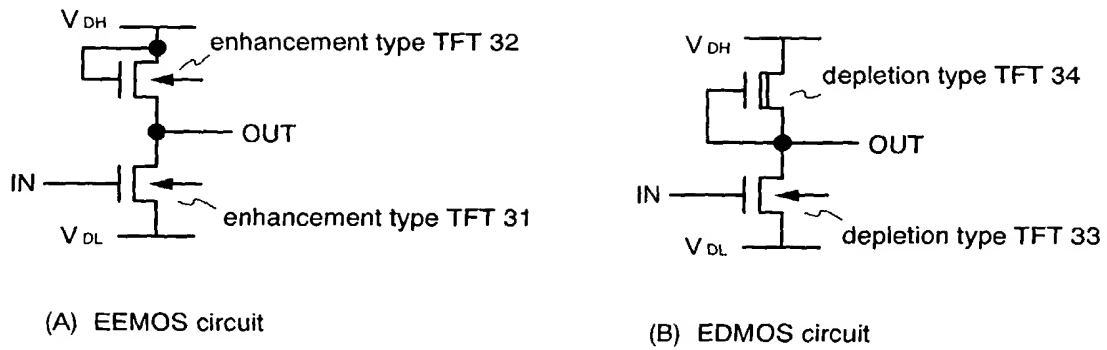 V DH
enhancement type TFT 32
OUT
IN
enhancement type TFT 31
V DL
(A) EEMOS circuit
V DH
depletion type TFT 34
OUT
IN
depletion type TFT 33
V DL
(B) EDMOS circuit